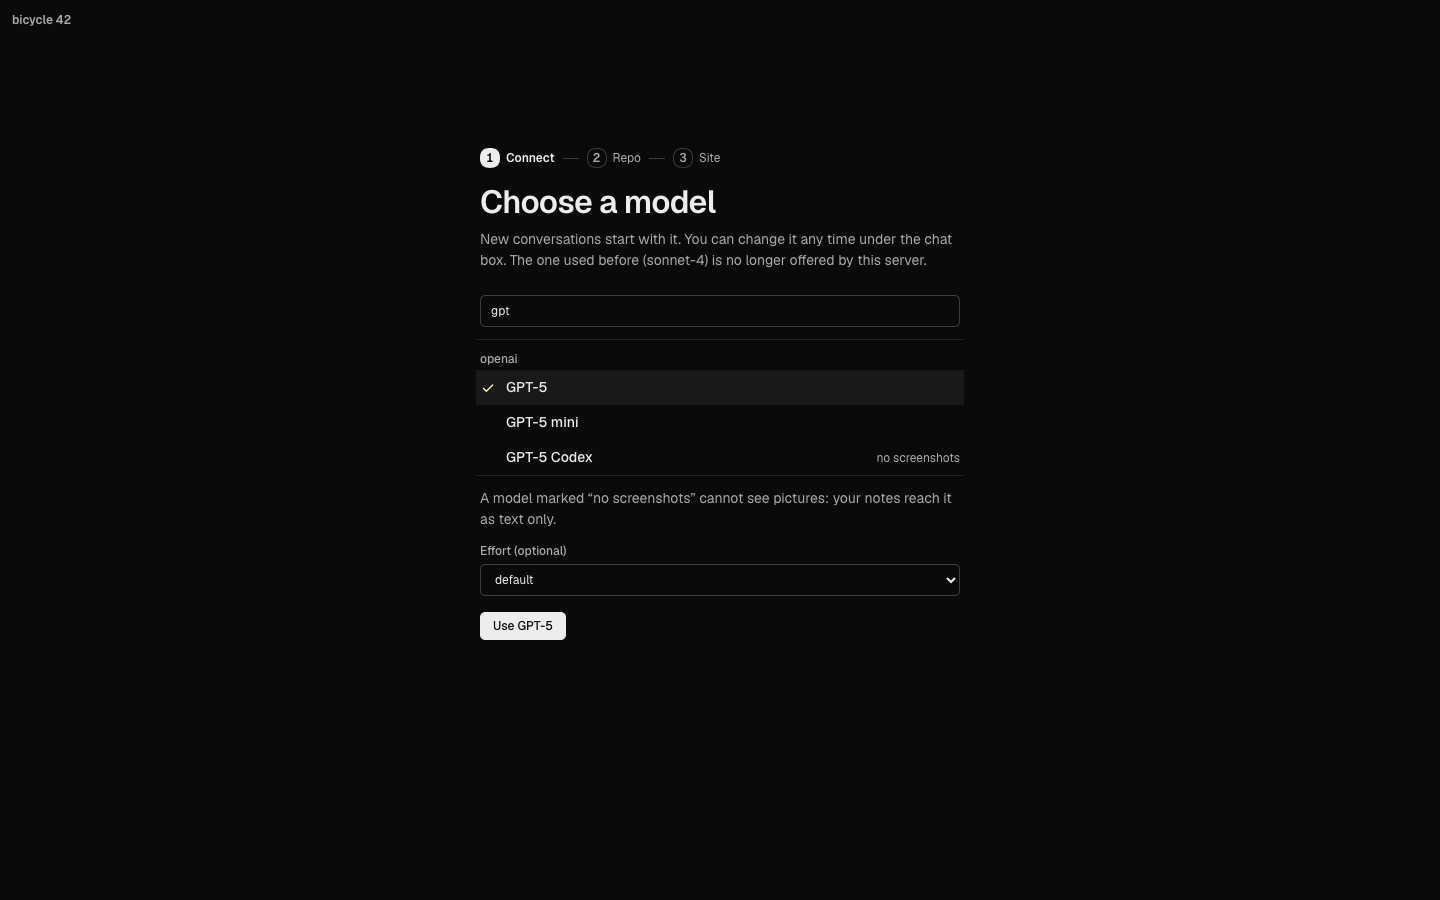 bicycle 42
1 Connect
2 Repo
3 Site
Choose a model
New conversations start with it. You can change it any time under the chat
box. The one used before (sonnet-4) is no longer offered by this server.
gpt
openai
GPT-5
GPT-5 mini
GPT-5 Codex no screenshots
A model marked “no screenshots” cannot see pictures: your notes reach it
as text only.
Effort (optional)
default
Use GPT-5